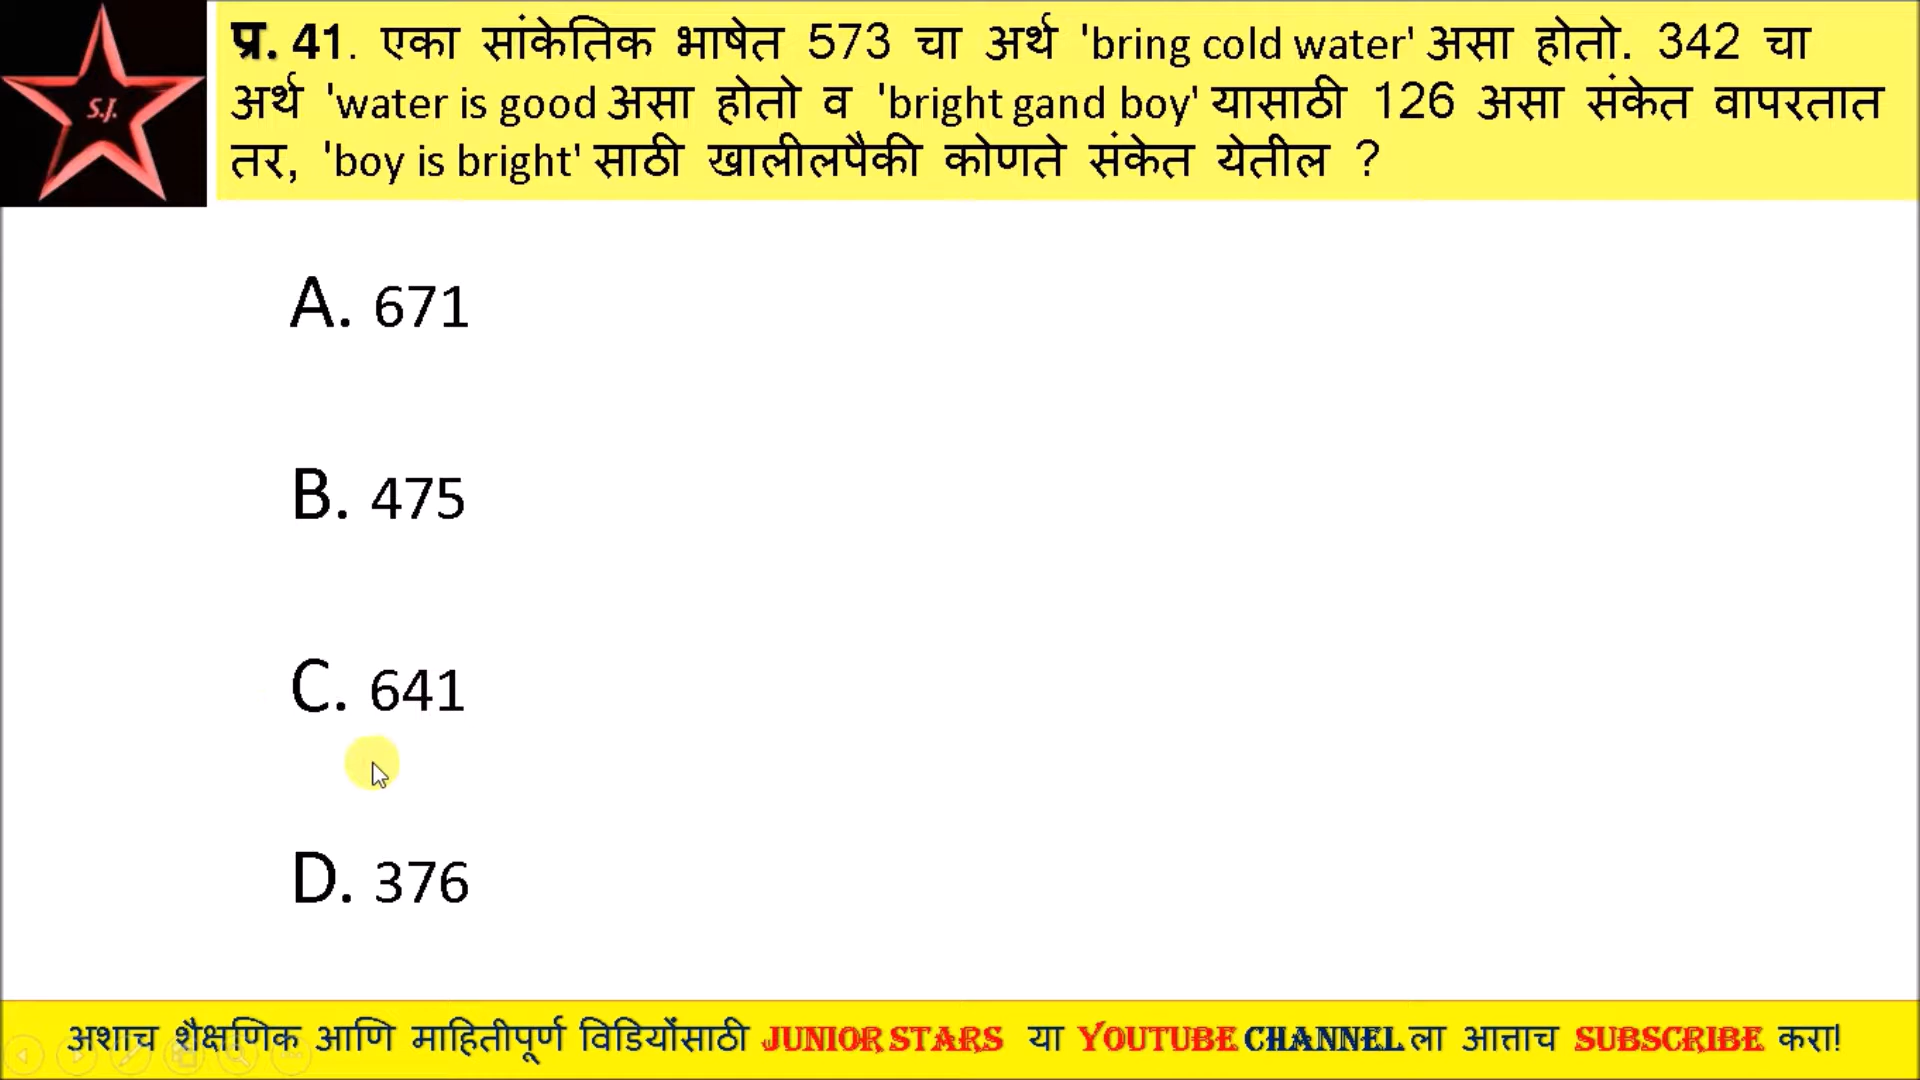 S.J.
प्र. 41. एका सांकेतिक भाषेत 573 चा अर्थ 'bring cold water' असा होतो. 342 चा
अर्थ 'water is good असा होतो व 'bright gand boy' यासाठी 126 असा संकेत वापरतात
तर, 'boy is bright' साठी खालीलपैकी कोणते संकेत येतील ?
A. 671
B. 475
C. 641
D. 376
अशाच शैक्षणिक आणि माहितीपूर्ण विडियोंसाठी JUNIOR STARS या YOUTUBE CHANNEL ला आत्ताच SUBSCRIBE करा!